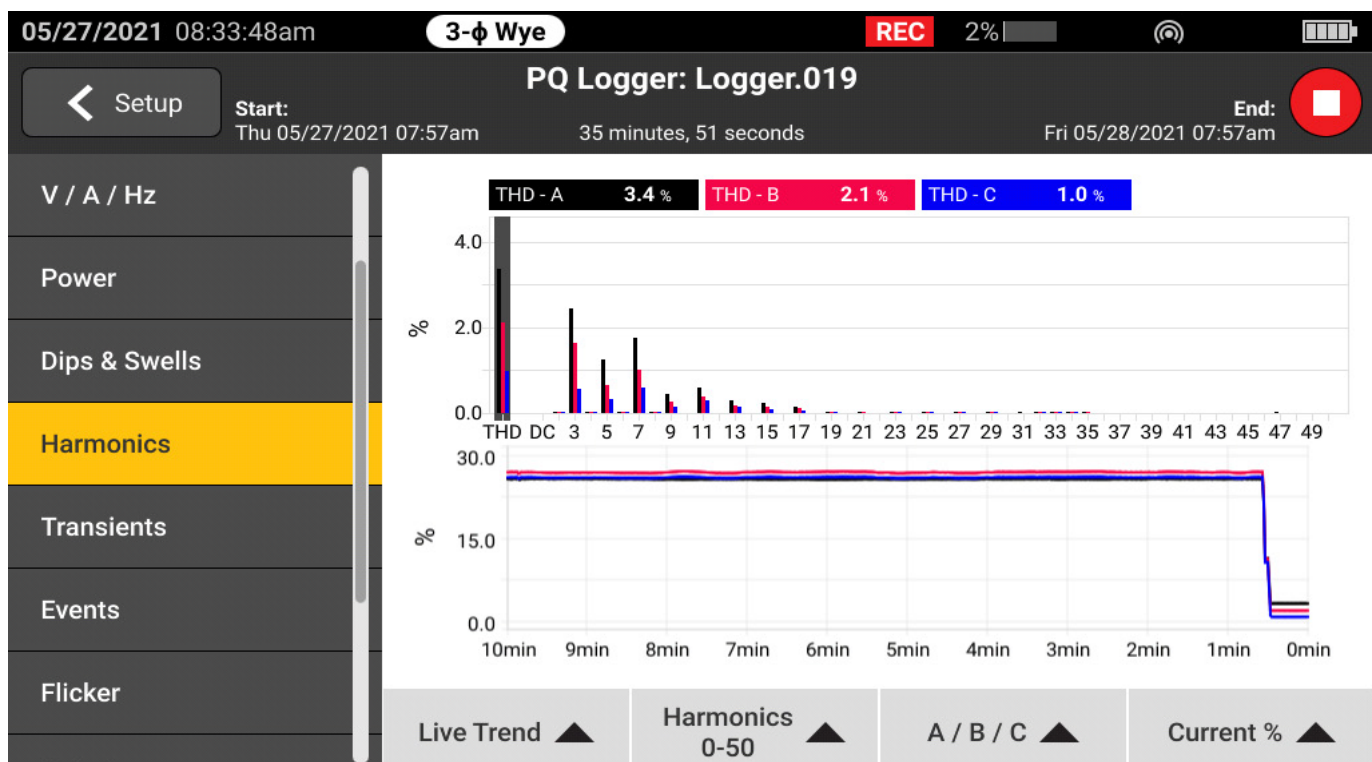 05/27/2021 08:33:48am 3-ϕ Wye REC 2%
PQ Logger: Logger.019
Setup
Start:
Thu 05/27/2021 07:57am
35 minutes, 51 seconds
End:
Fri 05/28/2021 07:57am
V / A / Hz
Power
Dips & Swells
Harmonics
Transients
Events
Flicker
THD - A 3.4 % THD - B 2.1 % THD - C 1.0 %
4.0
%
2.0
0.0
THD DC 3 5 7 9 11 13 15 17 19 21 23 25 27 29 31 33 35 37 39 41 43 45 47 49
30.0
%
15.0
0.0
10min 9min 8min 7min 6min 5min 4min 3min 2min 1min 0min
Live Trend
Harmonics
0-50
A / B / C
Current %